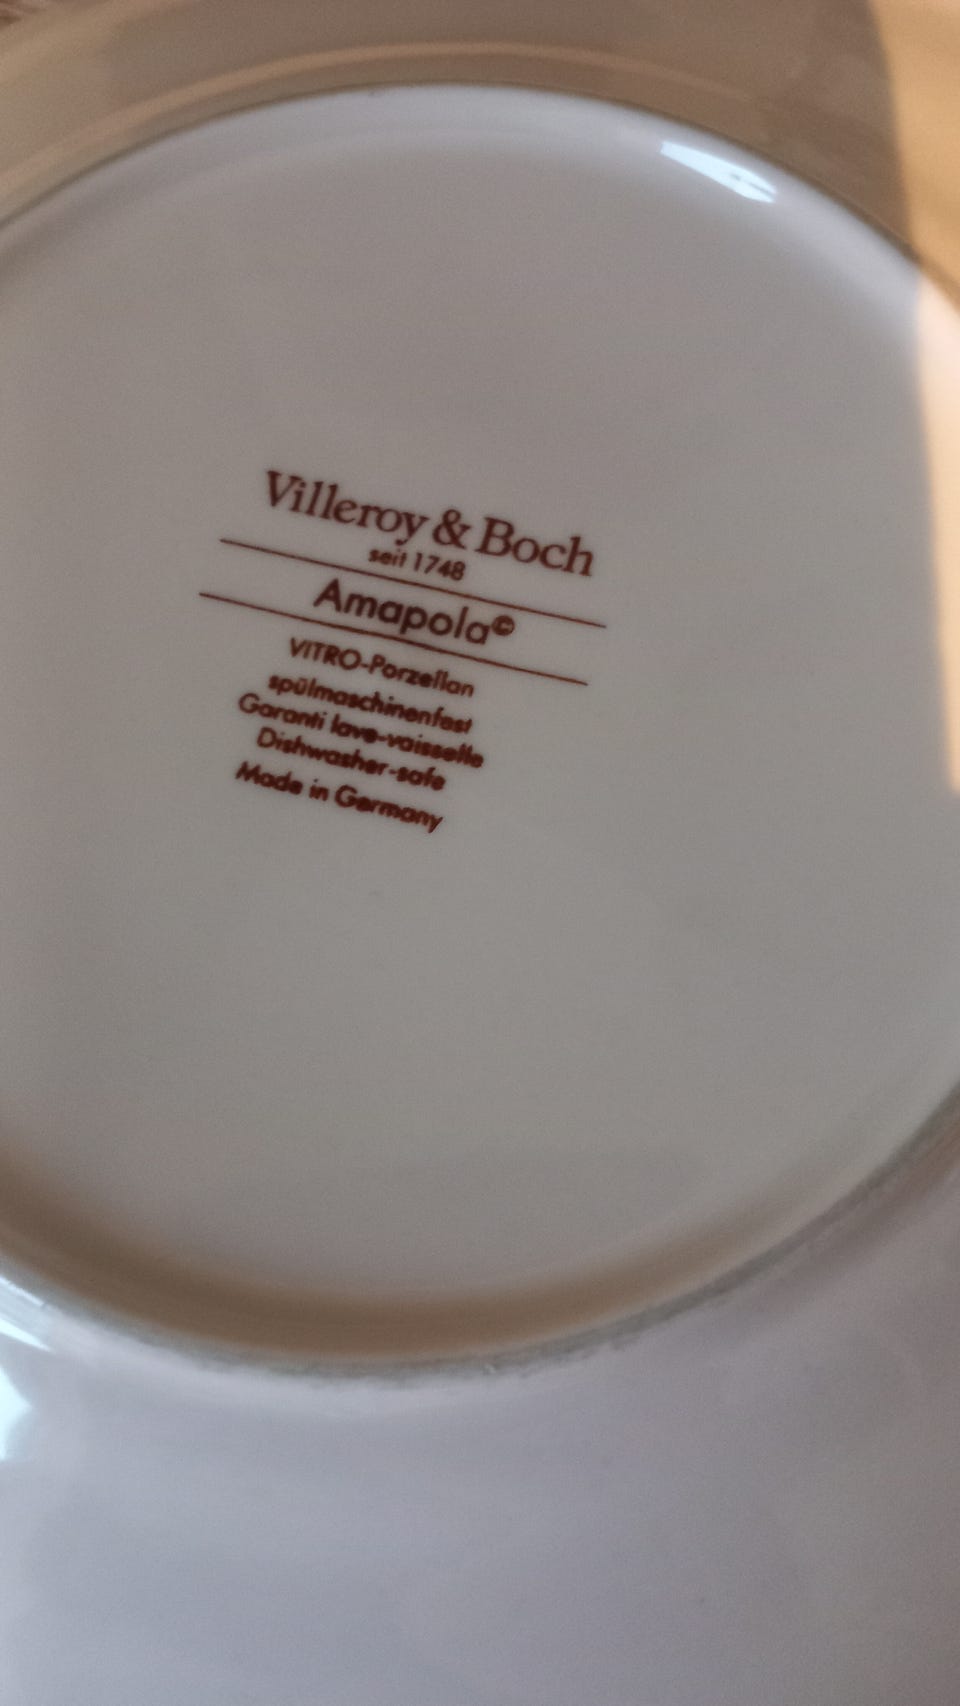 Villeroy & Boch
seit 1748
Amapola©
VITRO-Porzellan
spülmaschinenfest
Garanti lave-vaisselle
Dishwasher-safe
Made in Germany